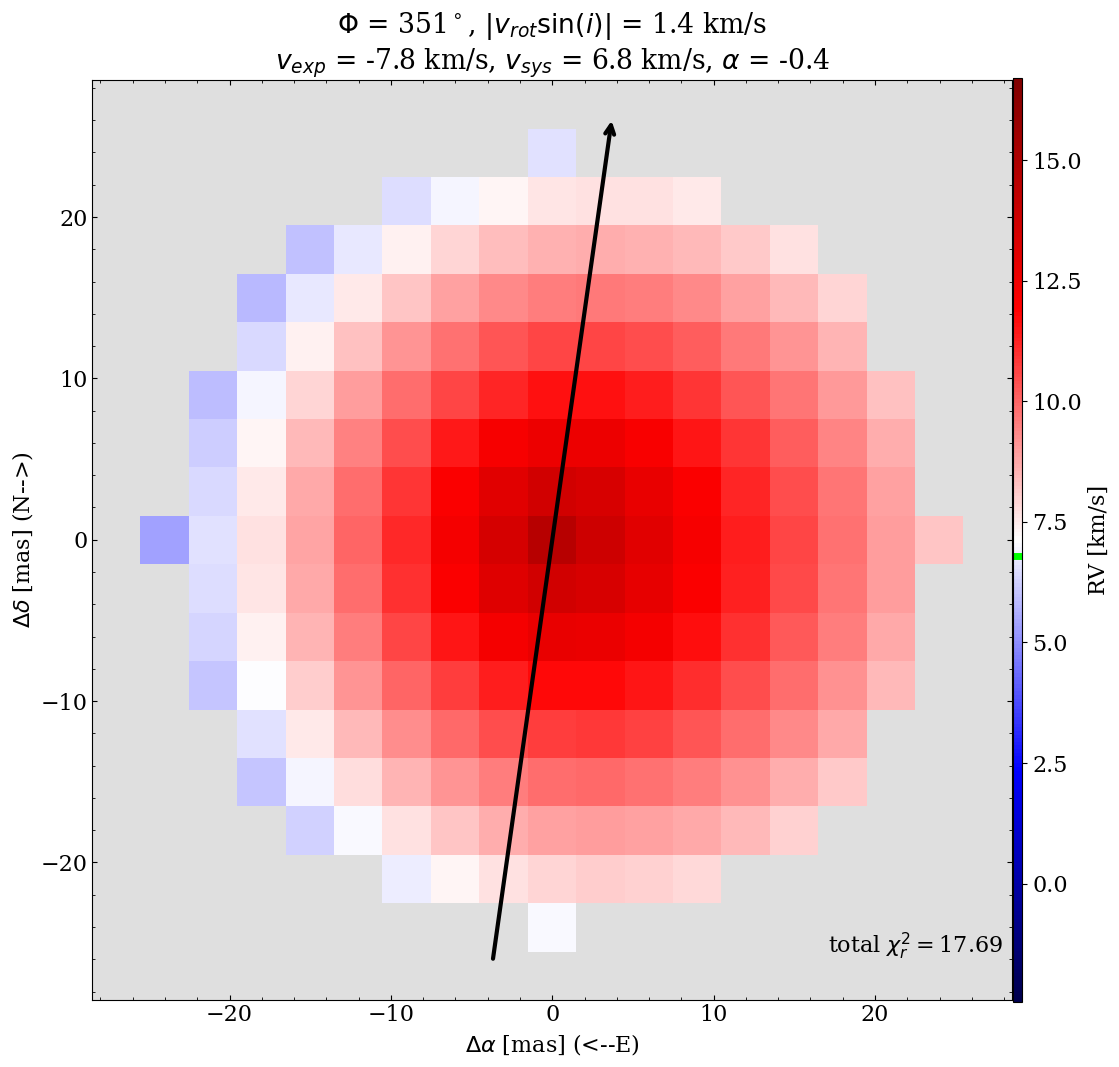 Φ = 351°, |v_rot sin(i)| = 1.4 km/s
v_exp = -7.8 km/s, v_sys = 6.8 km/s, α = -0.4
20
10
0
−10
−20
Δδ [mas] (N-->)
−20 −10 0 10 20
Δα [mas] (<--E)
total χ²_r = 17.69
15.0
12.5
10.0
7.5
5.0
2.5
0.0
RV [km/s]